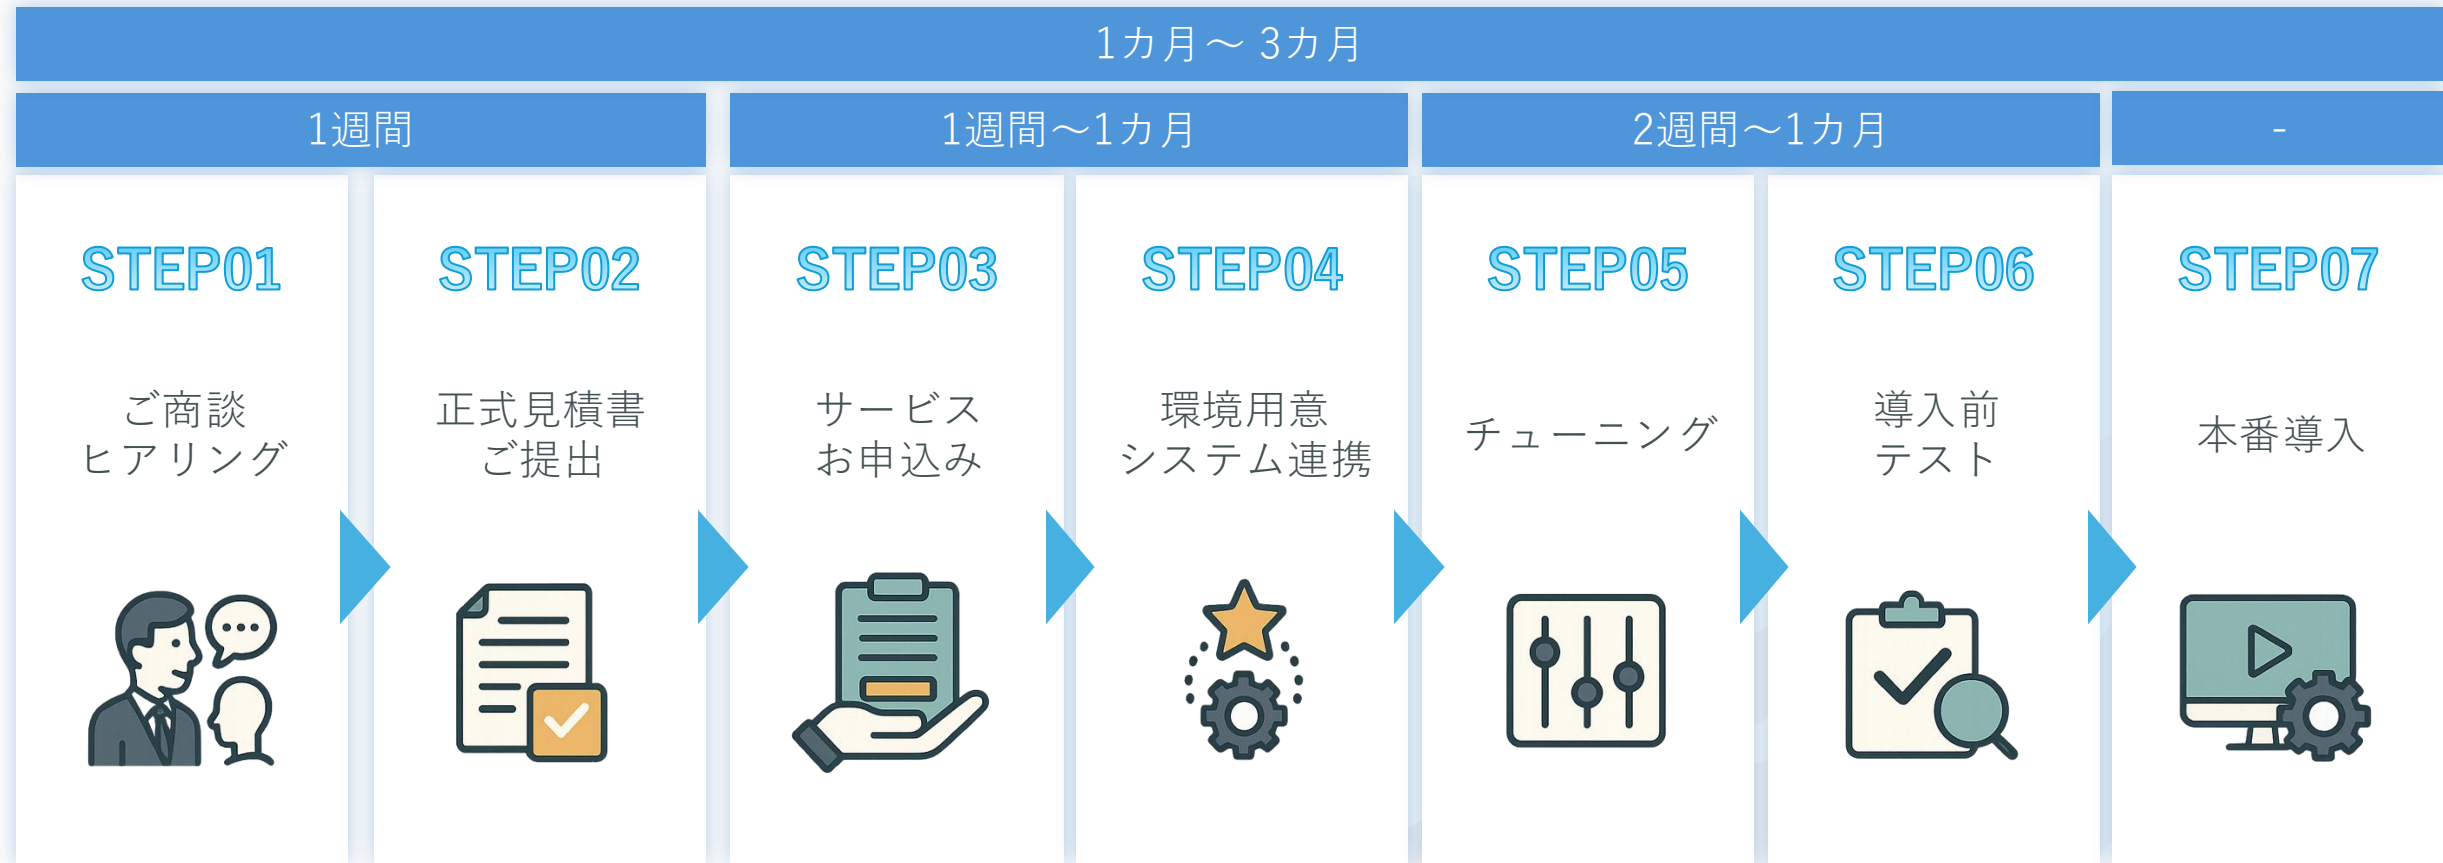 1カ月～ 3カ月
1週間
1週間～1カ月
2週間～1カ月
-
STEP01
ご商談
ヒアリング
STEP02
正式見積書
ご提出
STEP03
サービス
お申込み
STEP04
環境用意
システム連携
STEP05
チューニング
STEP06
導入前
テスト
STEP07
本番導入